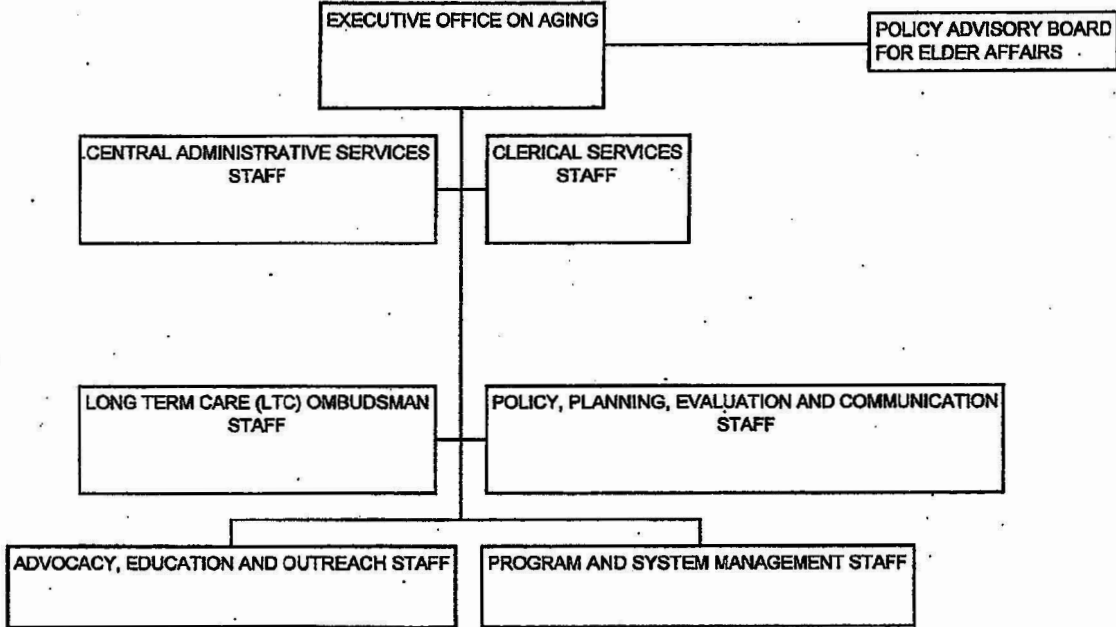 EXECUTIVE OFFICE ON AGING
POLICY ADVISORY BOARD
FOR ELDER AFFAIRS
CENTRAL ADMINISTRATIVE SERVICES
STAFF
CLERICAL SERVICES
STAFF
LONG TERM CARE (LTC) OMBUDSMAN
STAFF
POLICY, PLANNING, EVALUATION AND COMMUNICATION
STAFF
ADVOCACY, EDUCATION AND OUTREACH STAFF
PROGRAM AND SYSTEM MANAGEMENT STAFF